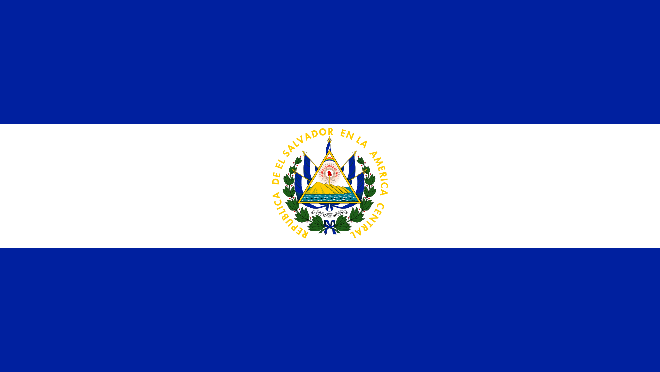 REPUBLICA DE EL SALVADOR EN LA AMERICA CENTRAL